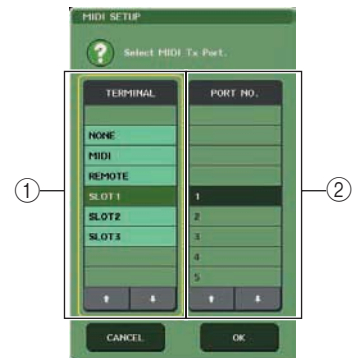 MIDI SETUP
?
Select MIDI Tx Port.
TERMINAL
PORT NO.
NONE
MIDI
REMOTE
SLOT1
SLOT2
SLOT3
1
2
3
4
5
CANCEL
OK
①
②